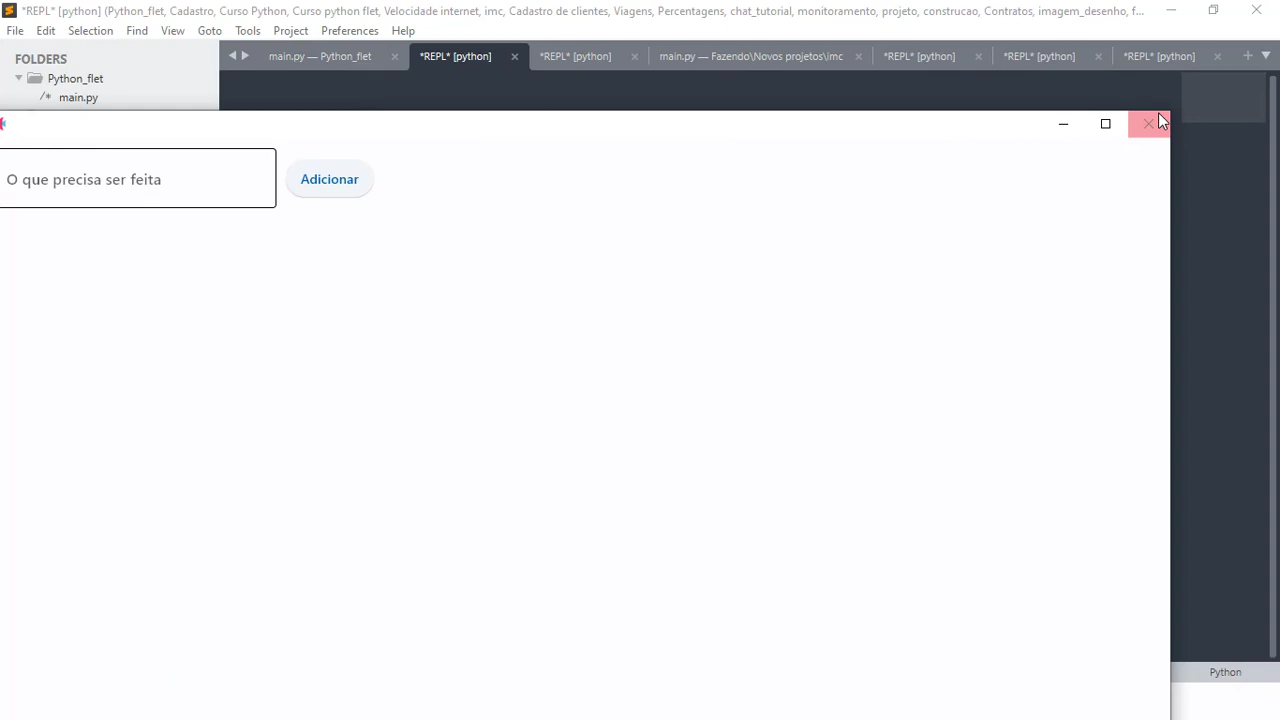 *REPL* [python] (Python_flet, Cadastro, Curso Python, Curso python flet, Velocidade internet, imc, Cadastro de clientes, Viagens, Percentagens, chat_tutorial, monitoramento, projeto, construcao, Contratos, imagem_desenho, f...
File Edit Selection Find View Goto Tools Project Preferences Help
FOLDERS
Python_flet
/* main.py
main.py — Python_flet
*REPL* [python]
*REPL* [python]
main.py — Fazendo\Novos projetos\imc
*REPL* [python]
*REPL* [python]
*REPL* [python]
O que precisa ser feita
Adicionar
Python